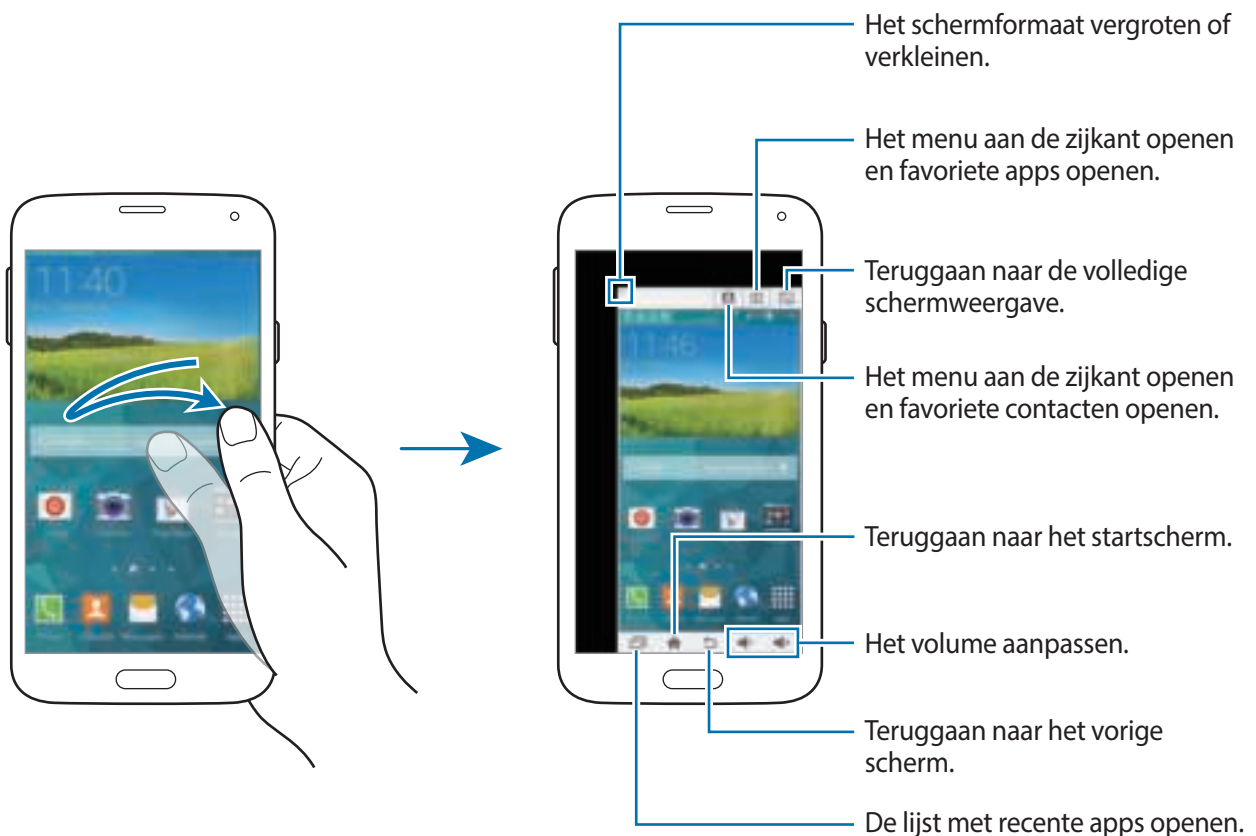 Het schermformaat vergroten of
verkleinen.
Het menu aan de zijkant openen
en favoriete apps openen.
Teruggaan naar de volledige
schermweergave.
Het menu aan de zijkant openen
en favoriete contacten openen.
Teruggaan naar het startscherm.
Het volume aanpassen.
Teruggaan naar het vorige
scherm.
De lijst met recente apps openen.
11:40
11:46